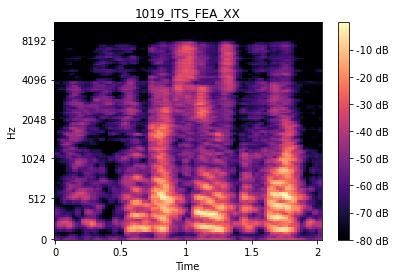 1019_ITS_FEA_XX
8192
4096
2048
1024
512
0
Hz
0
0.5
1
1.5
2
Time
-10 dB
-20 dB
-30 dB
-40 dB
-50 dB
-60 dB
-70 dB
-80 dB